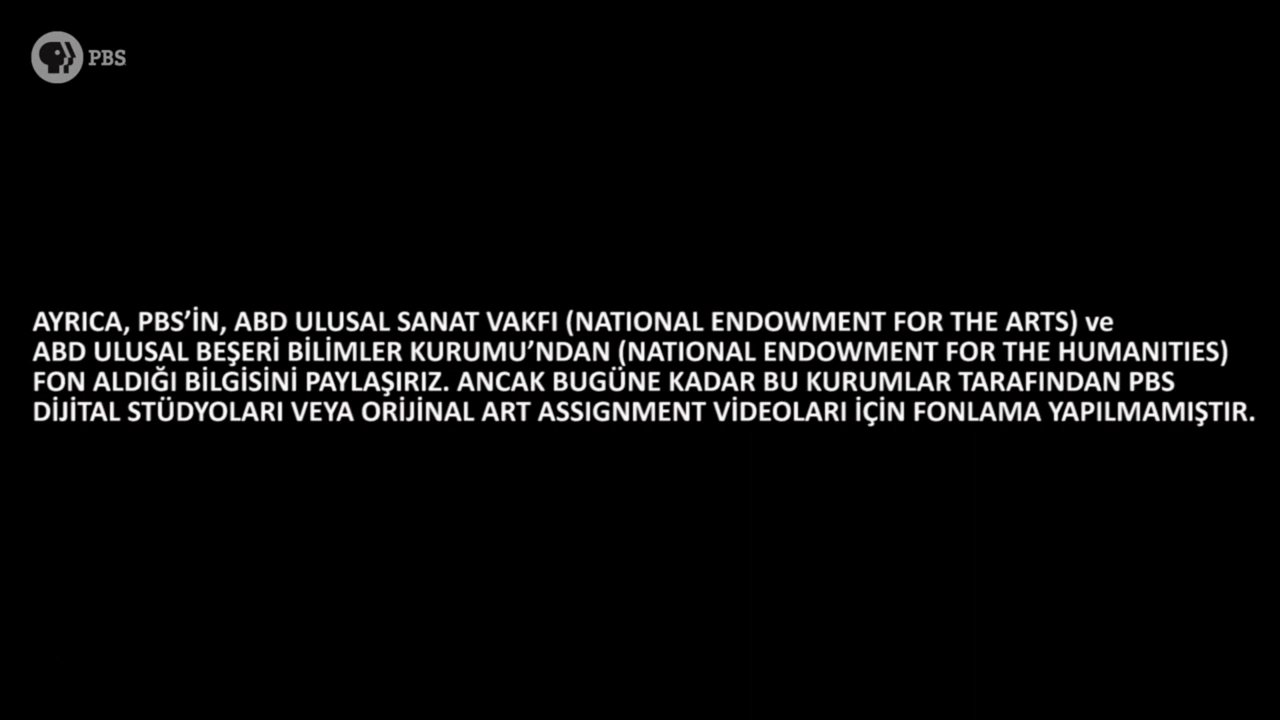 PBS
AYRICA, PBS’İN, ABD ULUSAL SANAT VAKFI (NATIONAL ENDOWMENT FOR THE ARTS) ve
ABD ULUSAL BEŞERİ BİLİMLER KURUMU’NDAN (NATIONAL ENDOWMENT FOR THE HUMANITIES)
FON ALDIĞI BİLGİSİNİ PAYLAŞIRIZ. ANCAK BUGÜNE KADAR BU KURUMLAR TARAFINDAN PBS
DİJİTAL STÜDYOLARI VEYA ORİJİNAL ART ASSIGNMENT VİDEOLARI İÇİN FONLAMA YAPILMAMIŞTIR.